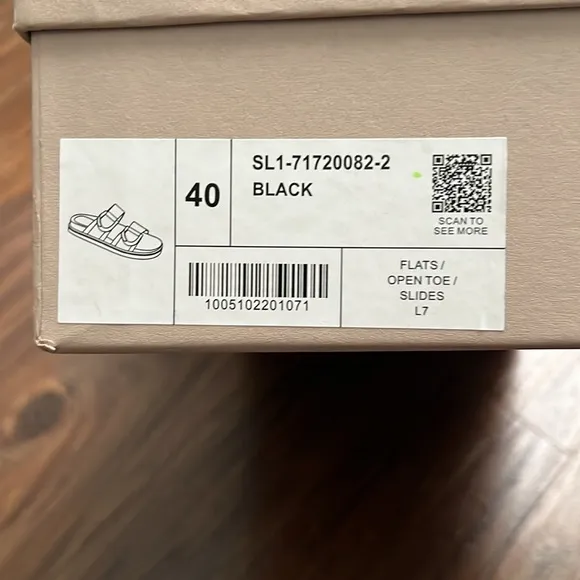 40
SL1-71720082-2
BLACK
SCAN TO
SEE MORE
1005102201071
FLATS /
OPEN TOE /
SLIDES
L7